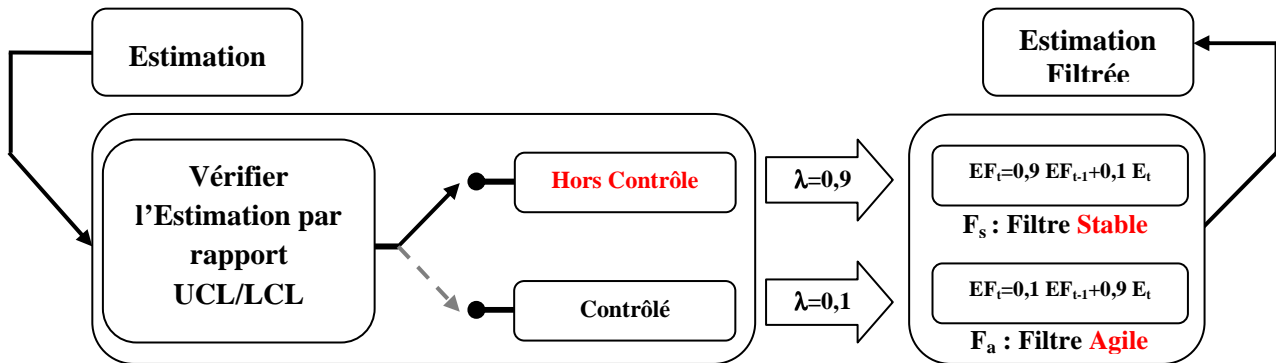 Estimation
Estimation
Filtrée
Vérifier
l’Estimation par
rapport
UCL/LCL
Hors Contrôle
Contrôlé
λ=0,9
λ=0,1
EFt=0,9 EFt-1+0,1 Et
Fs : Filtre Stable
EFt=0,1 EFt-1+0,9 Et
Fa : Filtre Agile